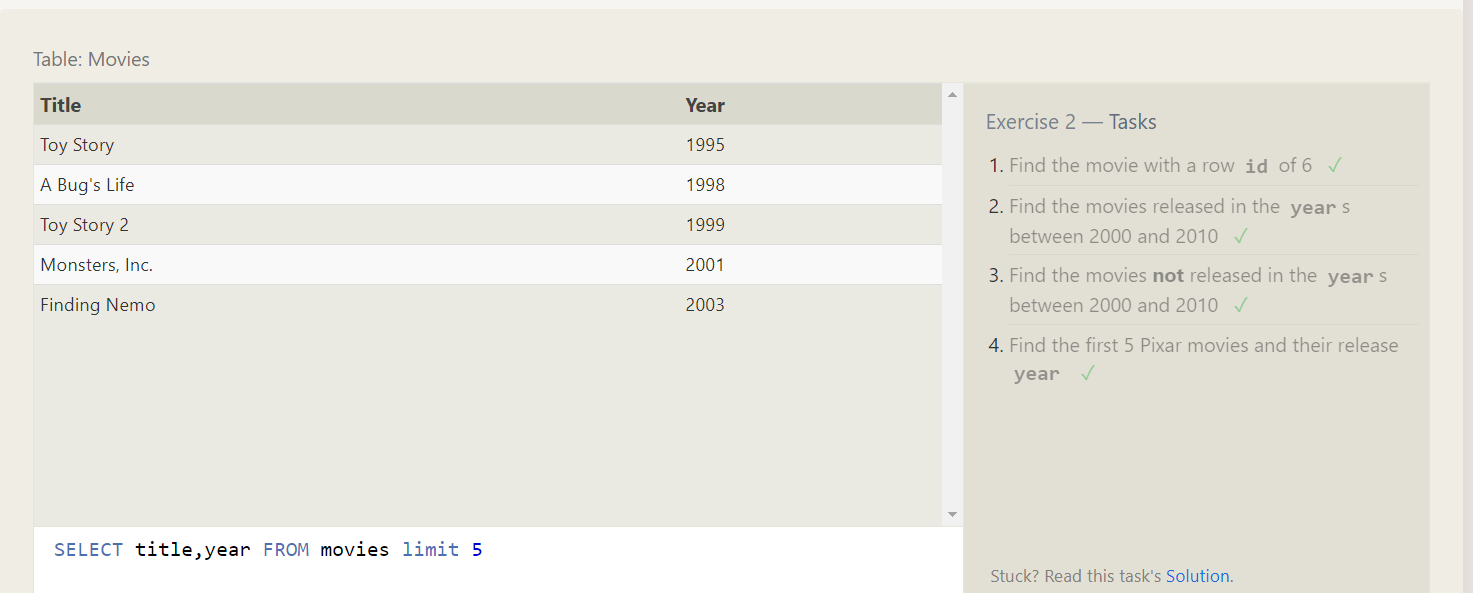 Table: Movies
Title Year
Toy Story 1995
A Bug's Life 1998
Toy Story 2 1999
Monsters, Inc. 2001
Finding Nemo 2003
SELECT title,year FROM movies limit 5
Exercise 2 — Tasks
1. Find the movie with a row id of 6 ✓
2. Find the movies released in the year s
between 2000 and 2010 ✓
3. Find the movies not released in the year s
between 2000 and 2010 ✓
4. Find the first 5 Pixar movies and their release
year ✓
Stuck? Read this task's Solution.